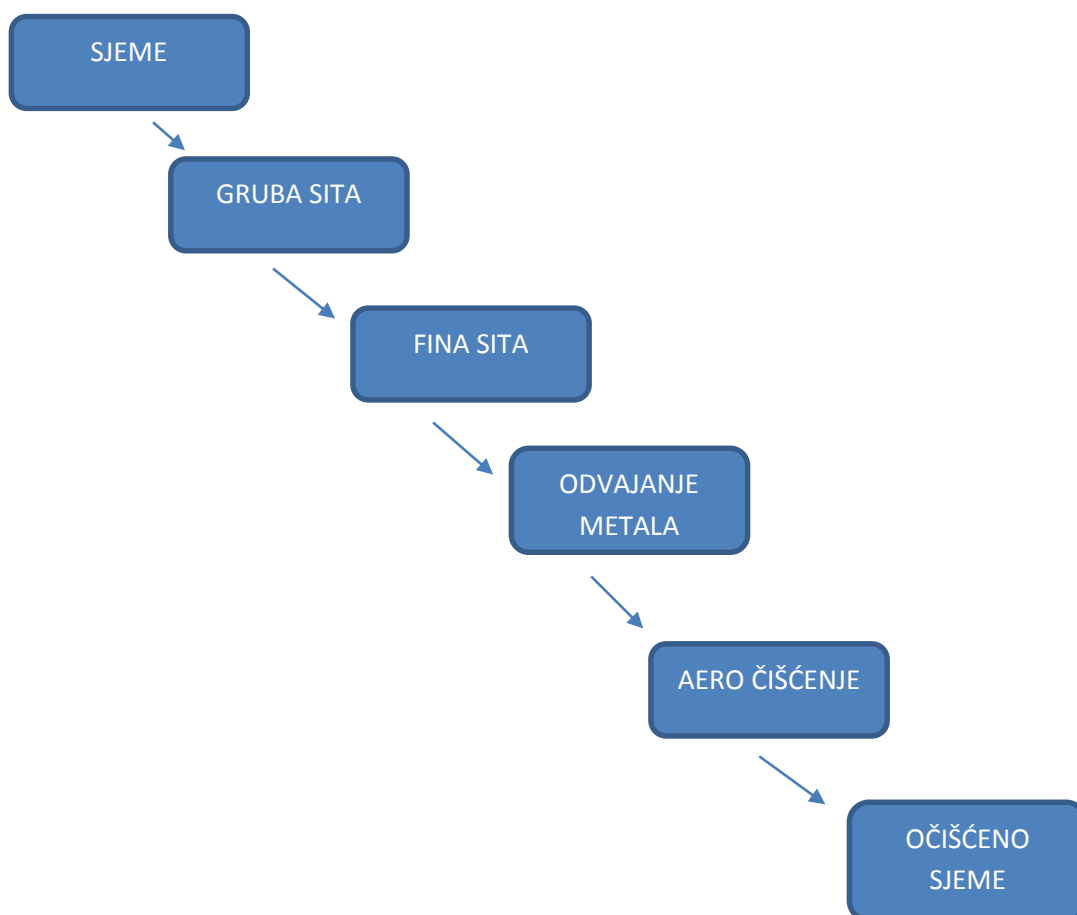 SJEME
GRUBA SITA
FINA SITA
ODVAJANJE
METALA
AERO ČIŠĆENJE
OČIŠĆENO
SJEME